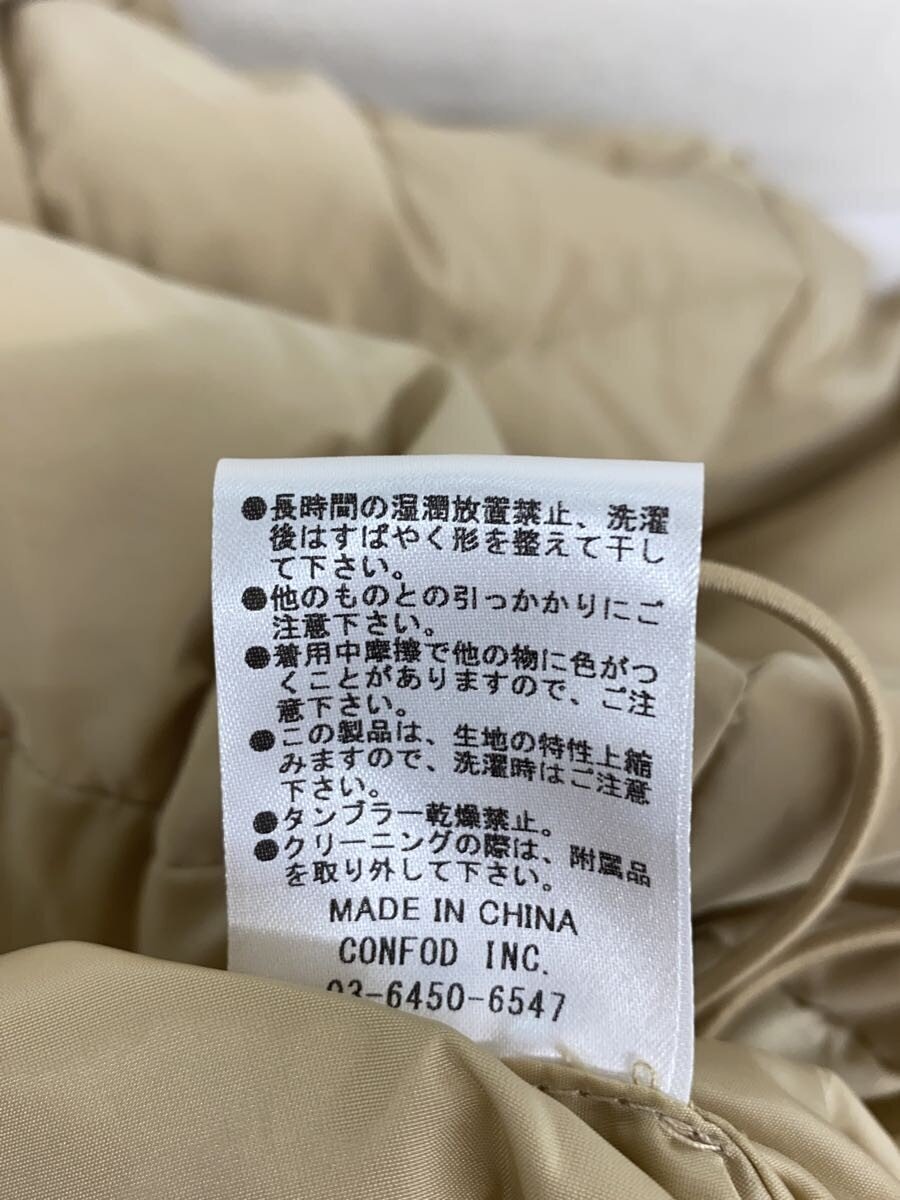 ●長時間の湿潤放置禁止、洗濯
後はすばやく形を整えて干し
て下さい。
●他のものとの引っかかりにご
注意下さい。
●着用中摩擦で他の物に色がつ
くことがありますので、ご注
意下さい。
●この製品は、生地の特性上縮
みますので、洗濯時はご注意
下さい。
●タンブラー乾燥禁止。
●クリーニングの際は、附属品
を取り外して下さい。
MADE IN CHINA
CONFOD INC.
03-6450-6547